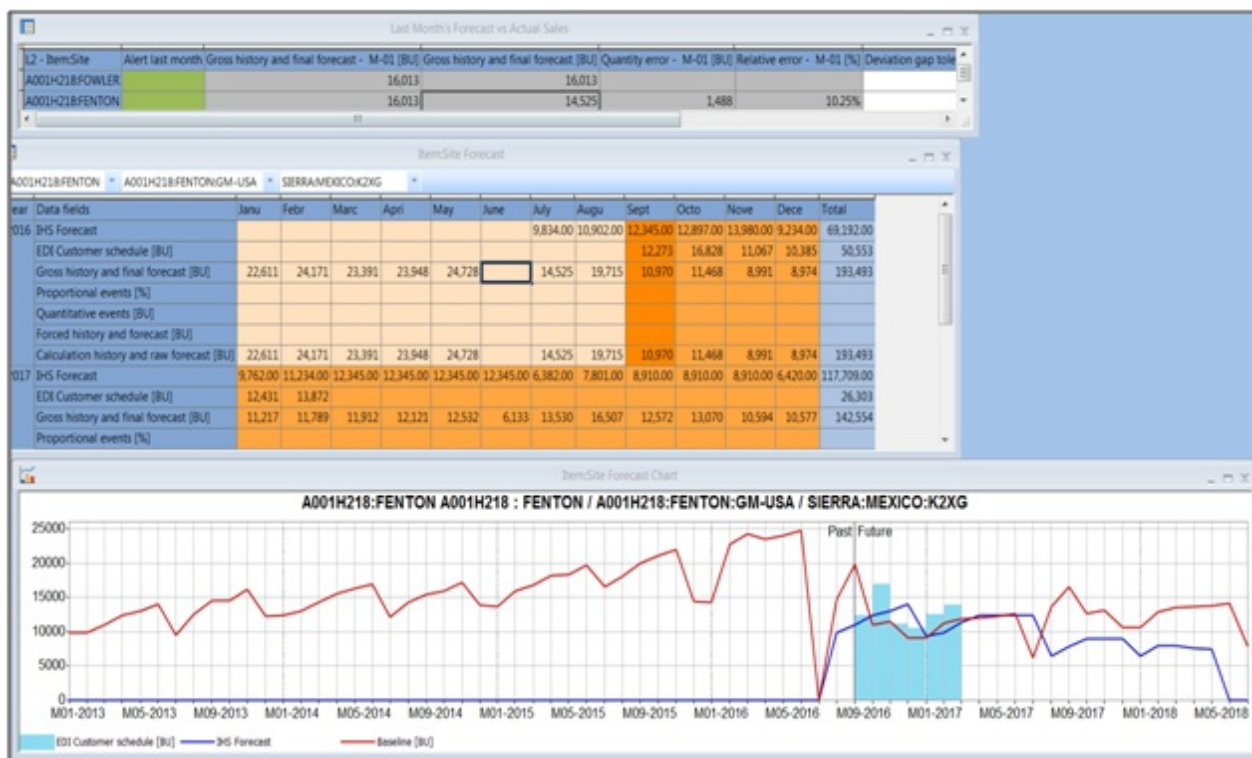 Last Month's Forecast vs Actual Sales
L2 - Item:Site Alert last month Gross history and final forecast - M-01 [BU] Gross history and final forecast [BU] Quantity error - M-01 [BU] Relative error - M-01 [%] Deviation gap tole
A001H218:FOWLER 16,013 16,013
A001H218:FENTON 16,013 14,525 1,488 10.25%
Item:Site Forecast
A001H218:FENTON A001H218:FENTON:GM-USA SIERRA:MEXICO:K2XG
ear Data fields Janu Febr Marc Apri May June July Augu Sept Octo Nove Dece Total
2016 IHS Forecast 9,834.00 10,902.00 12,345.00 12,897.00 13,980.00 9,234.00 69,192.00
EDI Customer schedule [BU] 12,273 16,828 11,067 10,385 50,553
Gross history and final forecast [BU] 22,611 24,171 23,391 23,948 24,728 14,525 19,715 10,970 11,468 8,991 8,974 193,493
Proportional events [%]
Quantitative events [BU]
Forced history and forecast [BU]
Calculation history and raw forecast [BU] 22,611 24,171 23,391 23,948 24,728 14,525 19,715 10,970 11,468 8,991 8,974 193,493
2017 IHS Forecast 9,762.00 11,234.00 12,345.00 12,345.00 12,345.00 12,345.00 6,382.00 7,801.00 8,910.00 8,910.00 8,910.00 6,420.00 117,709.00
EDI Customer schedule [BU] 12,431 13,872 26,303
Gross history and final forecast [BU] 11,217 11,789 11,912 12,121 12,532 6,133 13,530 16,507 12,572 13,070 10,594 10,577 142,554
Proportional events [%]
Item:Site Forecast Chart
A001H218:FENTON A001H218 : FENTON / A001H218:FENTON:GM-USA / SIERRA:MEXICO:K2XG
25000
Past Future
20000
15000
10000
5000
0
M01-2013 M05-2013 M09-2013 M01-2014 M05-2014 M09-2014 M01-2015 M05-2015 M09-2015 M01-2016 M05-2016 M09-2016 M01-2017 M05-2017 M09-2017 M01-2018 M05-2018
EDI Customer schedule [BU] IHS Forecast Baseline [BU]